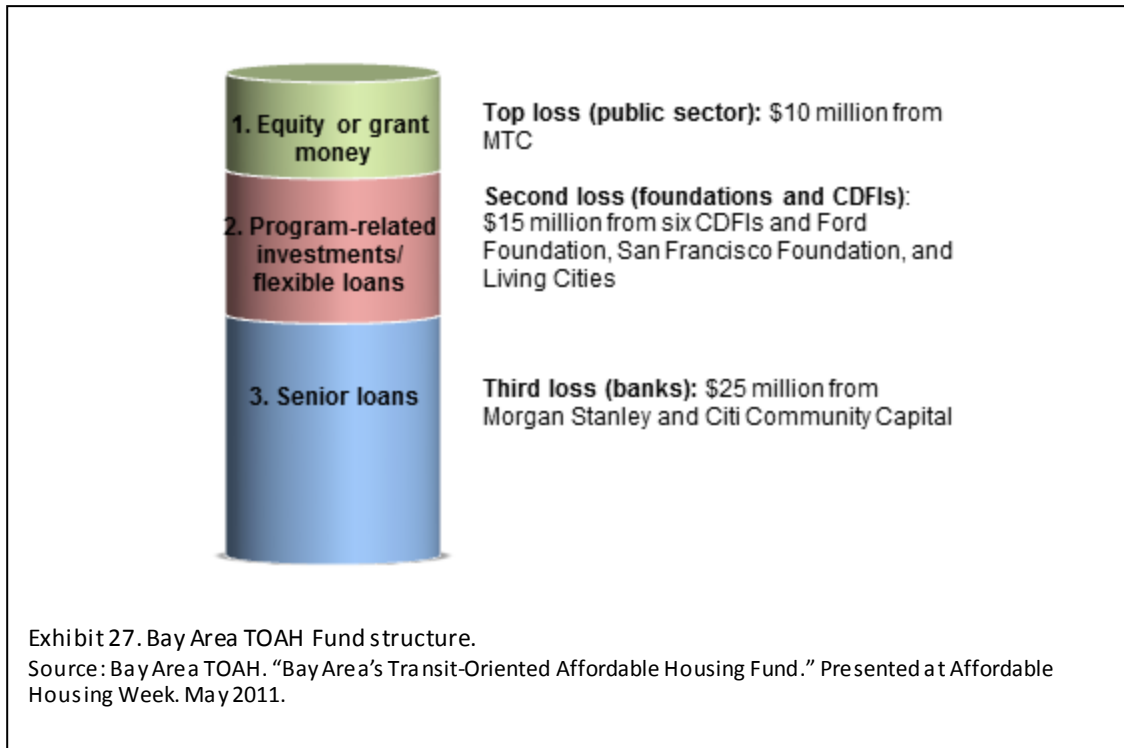 1. Equity or grant
money
Top loss (public sector): $10 million from
MTC
2. Program-related
investments/
flexible loans
Second loss (foundations and CDFIs):
$15 million from six CDFIs and Ford
Foundation, San Francisco Foundation, and
Living Cities
3. Senior loans
Third loss (banks): $25 million from
Morgan Stanley and Citi Community Capital
Exhibit 27. Bay Area TOAH Fund structure.
Source: Bay Area TOAH. “Bay Area’s Transit-Oriented Affordable Housing Fund.” Presented at Affordable
Housing Week. May 2011.